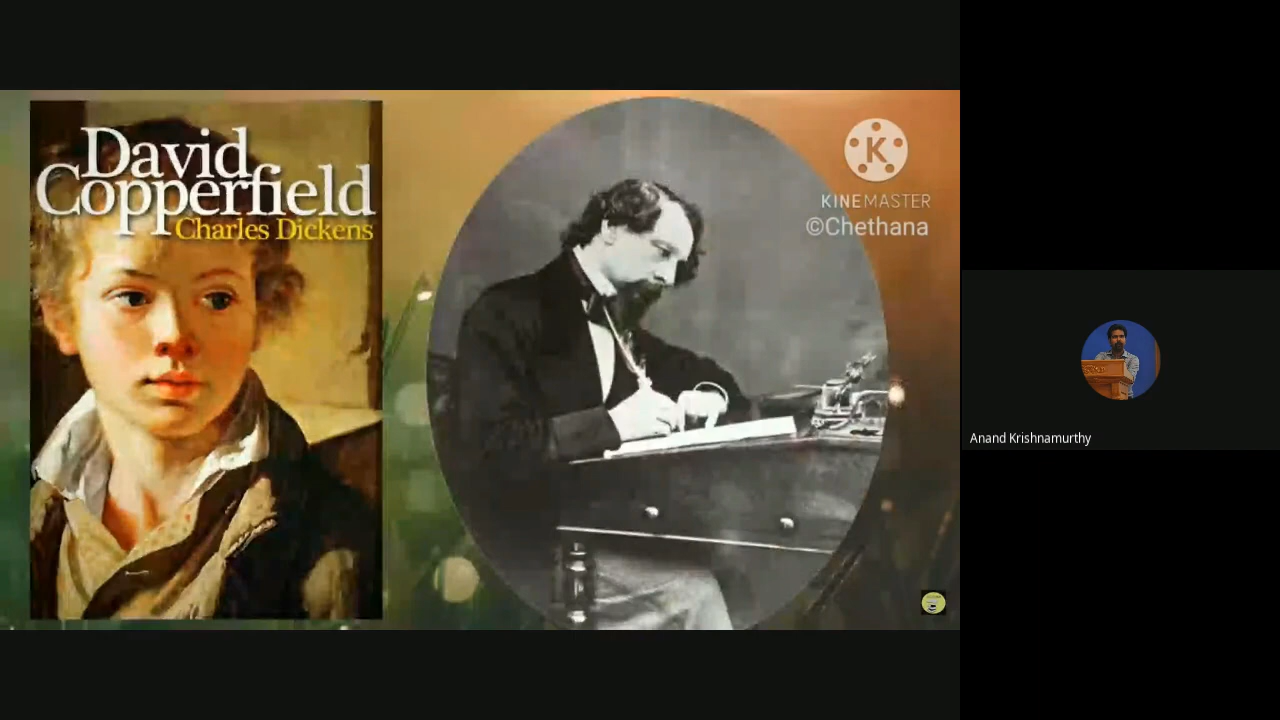 David
Copperfield
Charles Dickens
K
KINEMASTER
©Chethana
Anand Krishnamurthy